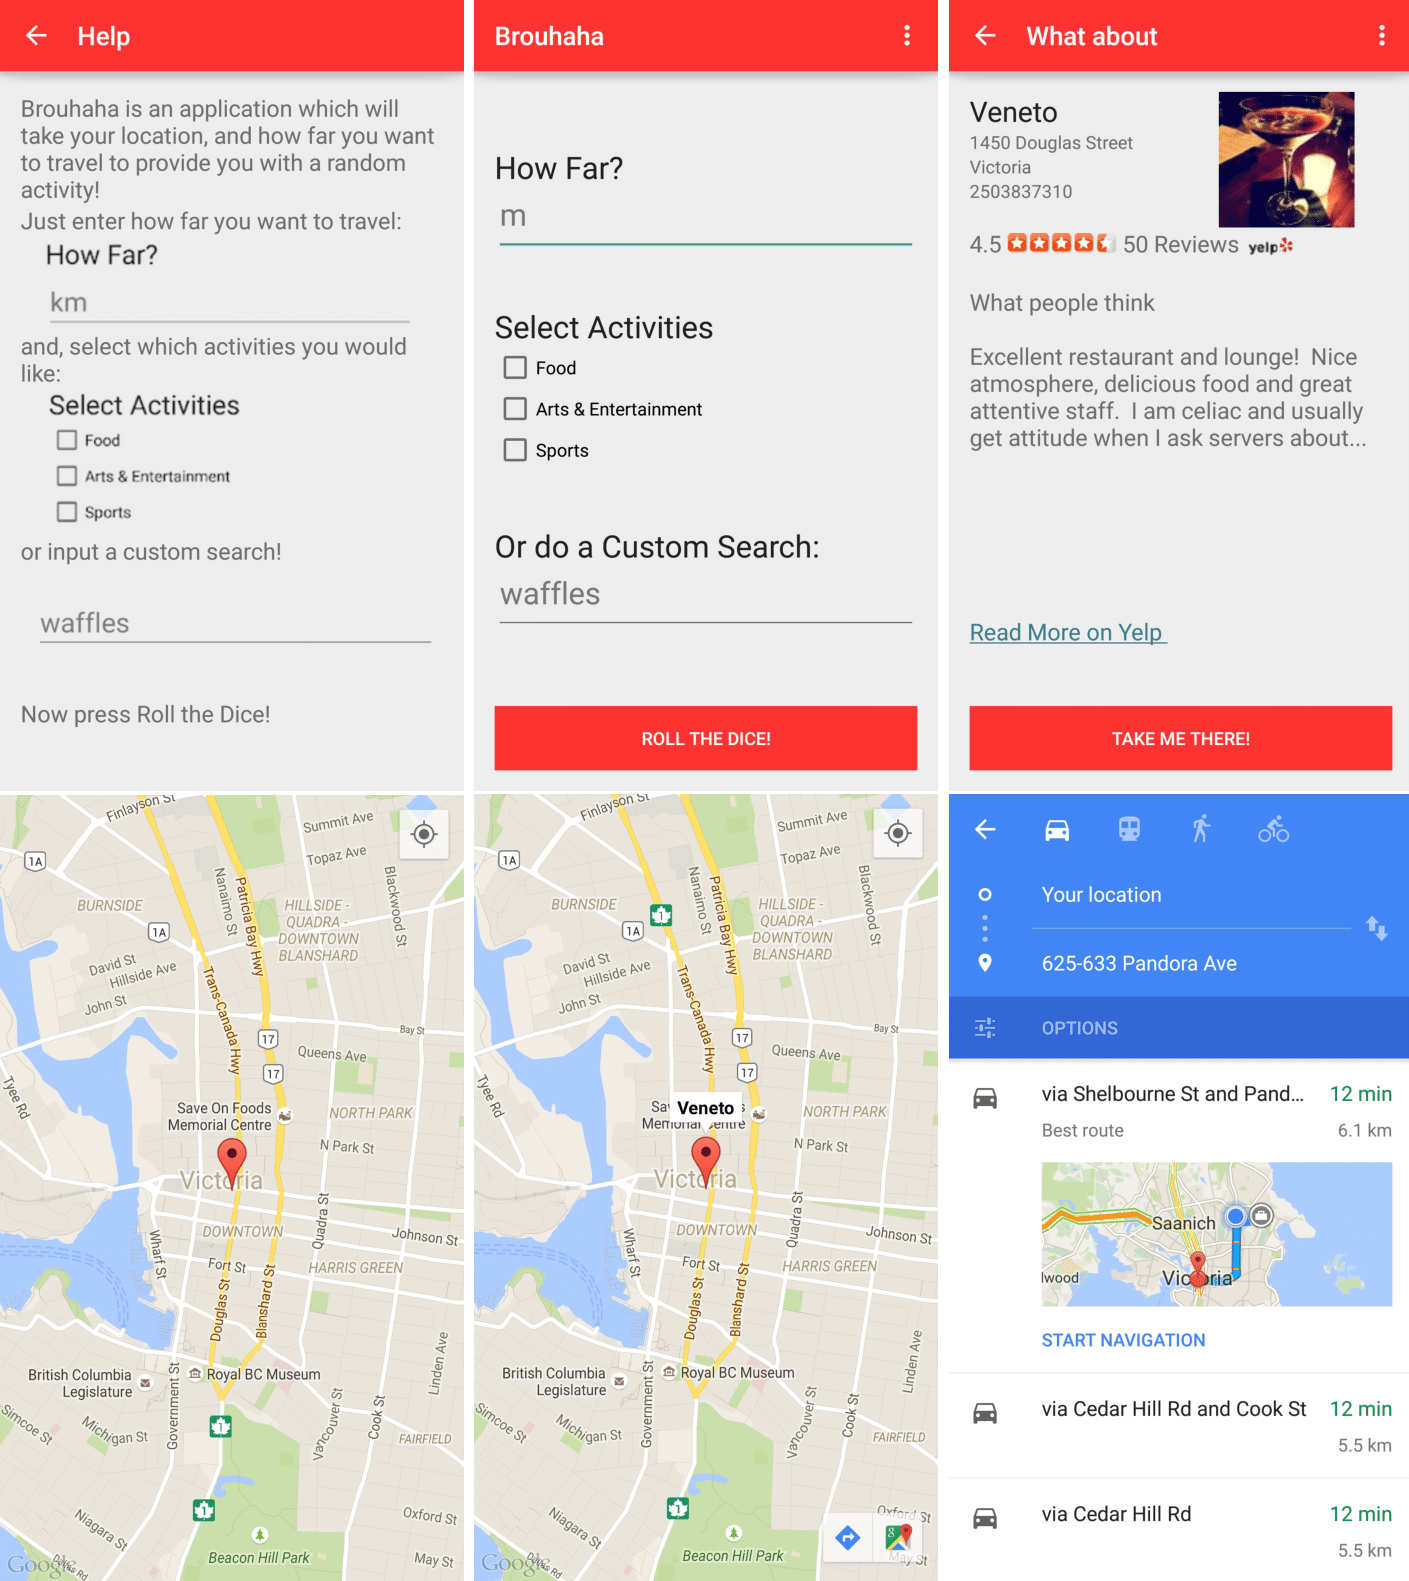 Help
Brouhaha is an application which will
take your location, and how far you want
to travel to provide you with a random
activity!
Just enter how far you want to travel:
How Far?
km
and, select which activities you would
like:
Select Activities
Food
Arts & Entertainment
Sports
or input a custom search!
waffles
Now press Roll the Dice!
Brouhaha
How Far?
m
Select Activities
Food
Arts & Entertainment
Sports
Or do a Custom Search:
waffles
ROLL THE DICE!
What about
Veneto
1450 Douglas Street
Victoria
2503837310
4.5 50 Reviews yelp
What people think
Excellent restaurant and lounge!  Nice
atmosphere, delicious food and great
attentive staff.  I am celiac and usually
get attitude when I ask servers about...
Read More on Yelp
TAKE ME THERE!
Finlayson St
Summit Ave
Topaz Ave
1A
Nanaimo St
Patricia Bay Hwy
Blackwood St
BURNSIDE
HILLSIDE -
QUADRA -
DOWNTOWN
BLANSHARD
1A
David St
Hillside Ave
John St
Trans-Canada Hwy
Bay St
17
Queens Ave
17
Tyee Rd
Save On Foods
Memorial Centre
NORTH PARK
N Park St
Victoria
Quadra St
DOWNTOWN
Johnson St
Wharf St
Fort St
HARRIS GREEN
Douglas St
Blanshard St
British Columbia
Legislature
Royal BC Museum
Linden Ave
Simcoe St
Michigan St
Government St
1
Vancouver St
Cook St
FAIRFIELD
1
Niagara St
Oxford St
Beacon Hill Park
May St
Google
Dallas Rd
Finlayson St
Summit Ave
Topaz Ave
1A
Nanaimo St
Patricia Bay Hwy
Blackwood St
BURNSIDE
1
HILLSIDE -
QUADRA -
DOWNTOWN
BLANSHARD
1A
David St
Hillside Ave
John St
Trans-Canada Hwy
Bay St
17
Queens Ave
17
Tyee Rd
Veneto
Memorial Centre
NORTH PARK
N Park St
Victoria
Quadra St
DOWNTOWN
Johnson St
Wharf St
Fort St
HARRIS GREEN
Douglas St
Blanshard St
British Columbia
Legislature
Royal BC Museum
Linden Ave
Simcoe St
Michigan St
Government St
Vancouver St
Cook St
FAIRFIELD
1
Niagara St
Oxford St
Beacon Hill Park
May St
Google
Dallas Rd
Your location
625-633 Pandora Ave
OPTIONS
via Shelbourne St and Pand... 12 min
Best route 6.1 km
Saanich
lwood
Victoria
START NAVIGATION
via Cedar Hill Rd and Cook St 12 min
5.5 km
via Cedar Hill Rd 12 min
5.5 km